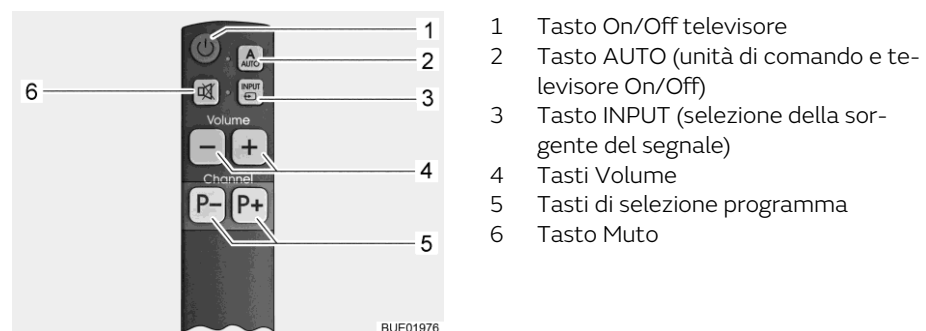 1
A
AUTO
2
6
INPUT
3
Volume
− +
4
Channel
P− P+
5
BUE01976
1 Tasto On/Off televisore
2 Tasto AUTO (unità di comando e te-
levisore On/Off)
3 Tasto INPUT (selezione della sor-
gente del segnale)
4 Tasti Volume
5 Tasti di selezione programma
6 Tasto Muto